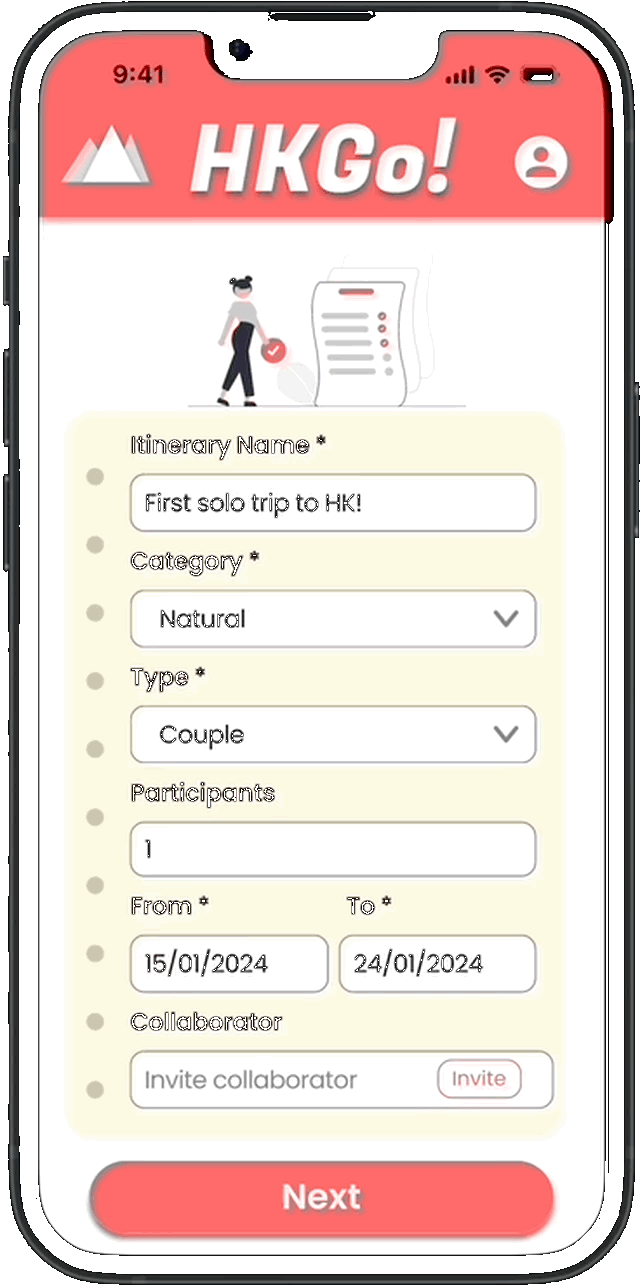 9:41
HKGo!
Itinerary Name *
First solo trip to HK!
Category *
Natural
Type *
Couple
Participants
1
From * To *
15/01/2024 24/01/2024
Collaborator
Invite collaborator Invite
Next